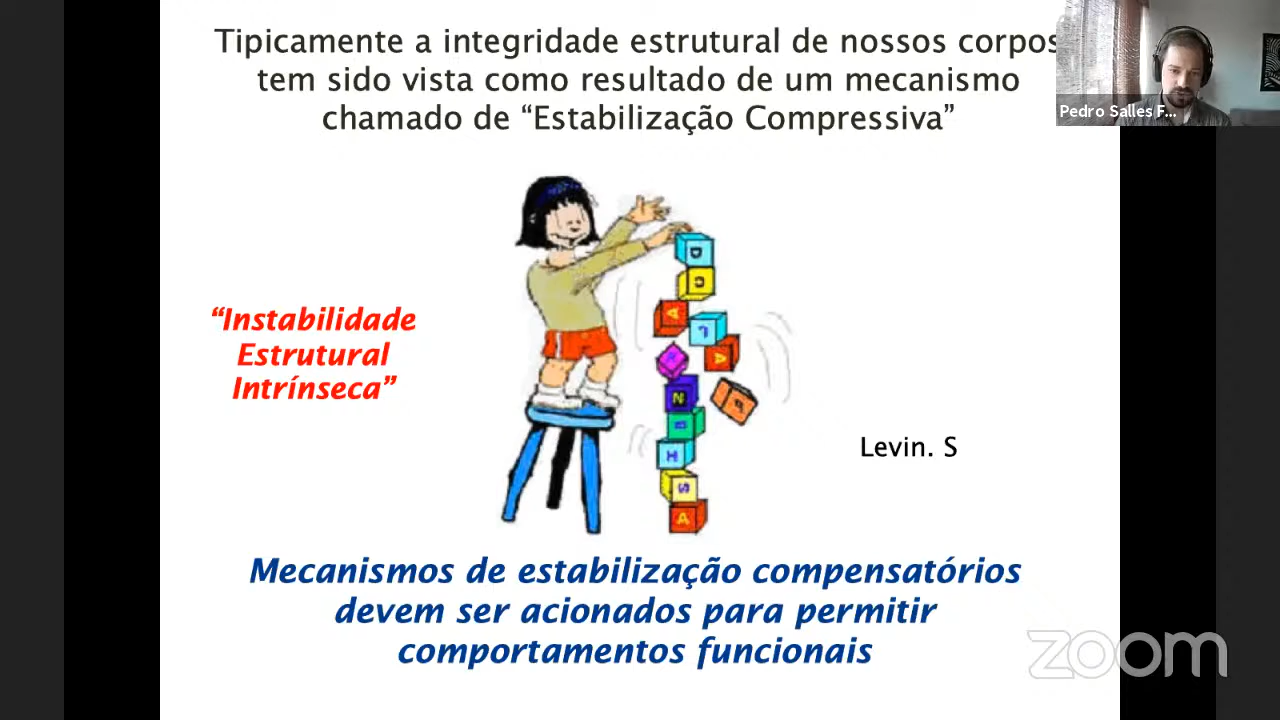 Tipicamente a integridade estrutural de nossos corpos
tem sido vista como resultado de um mecanismo
chamado de “Estabilização Compressiva”
Pedro Salles F...
“Instabilidade
Estrutural
Intrínseca”
D
C
A
L
A
N
H
S
A
Levin. S
Mecanismos de estabilização compensatórios
devem ser acionados para permitir
comportamentos funcionais
zoom